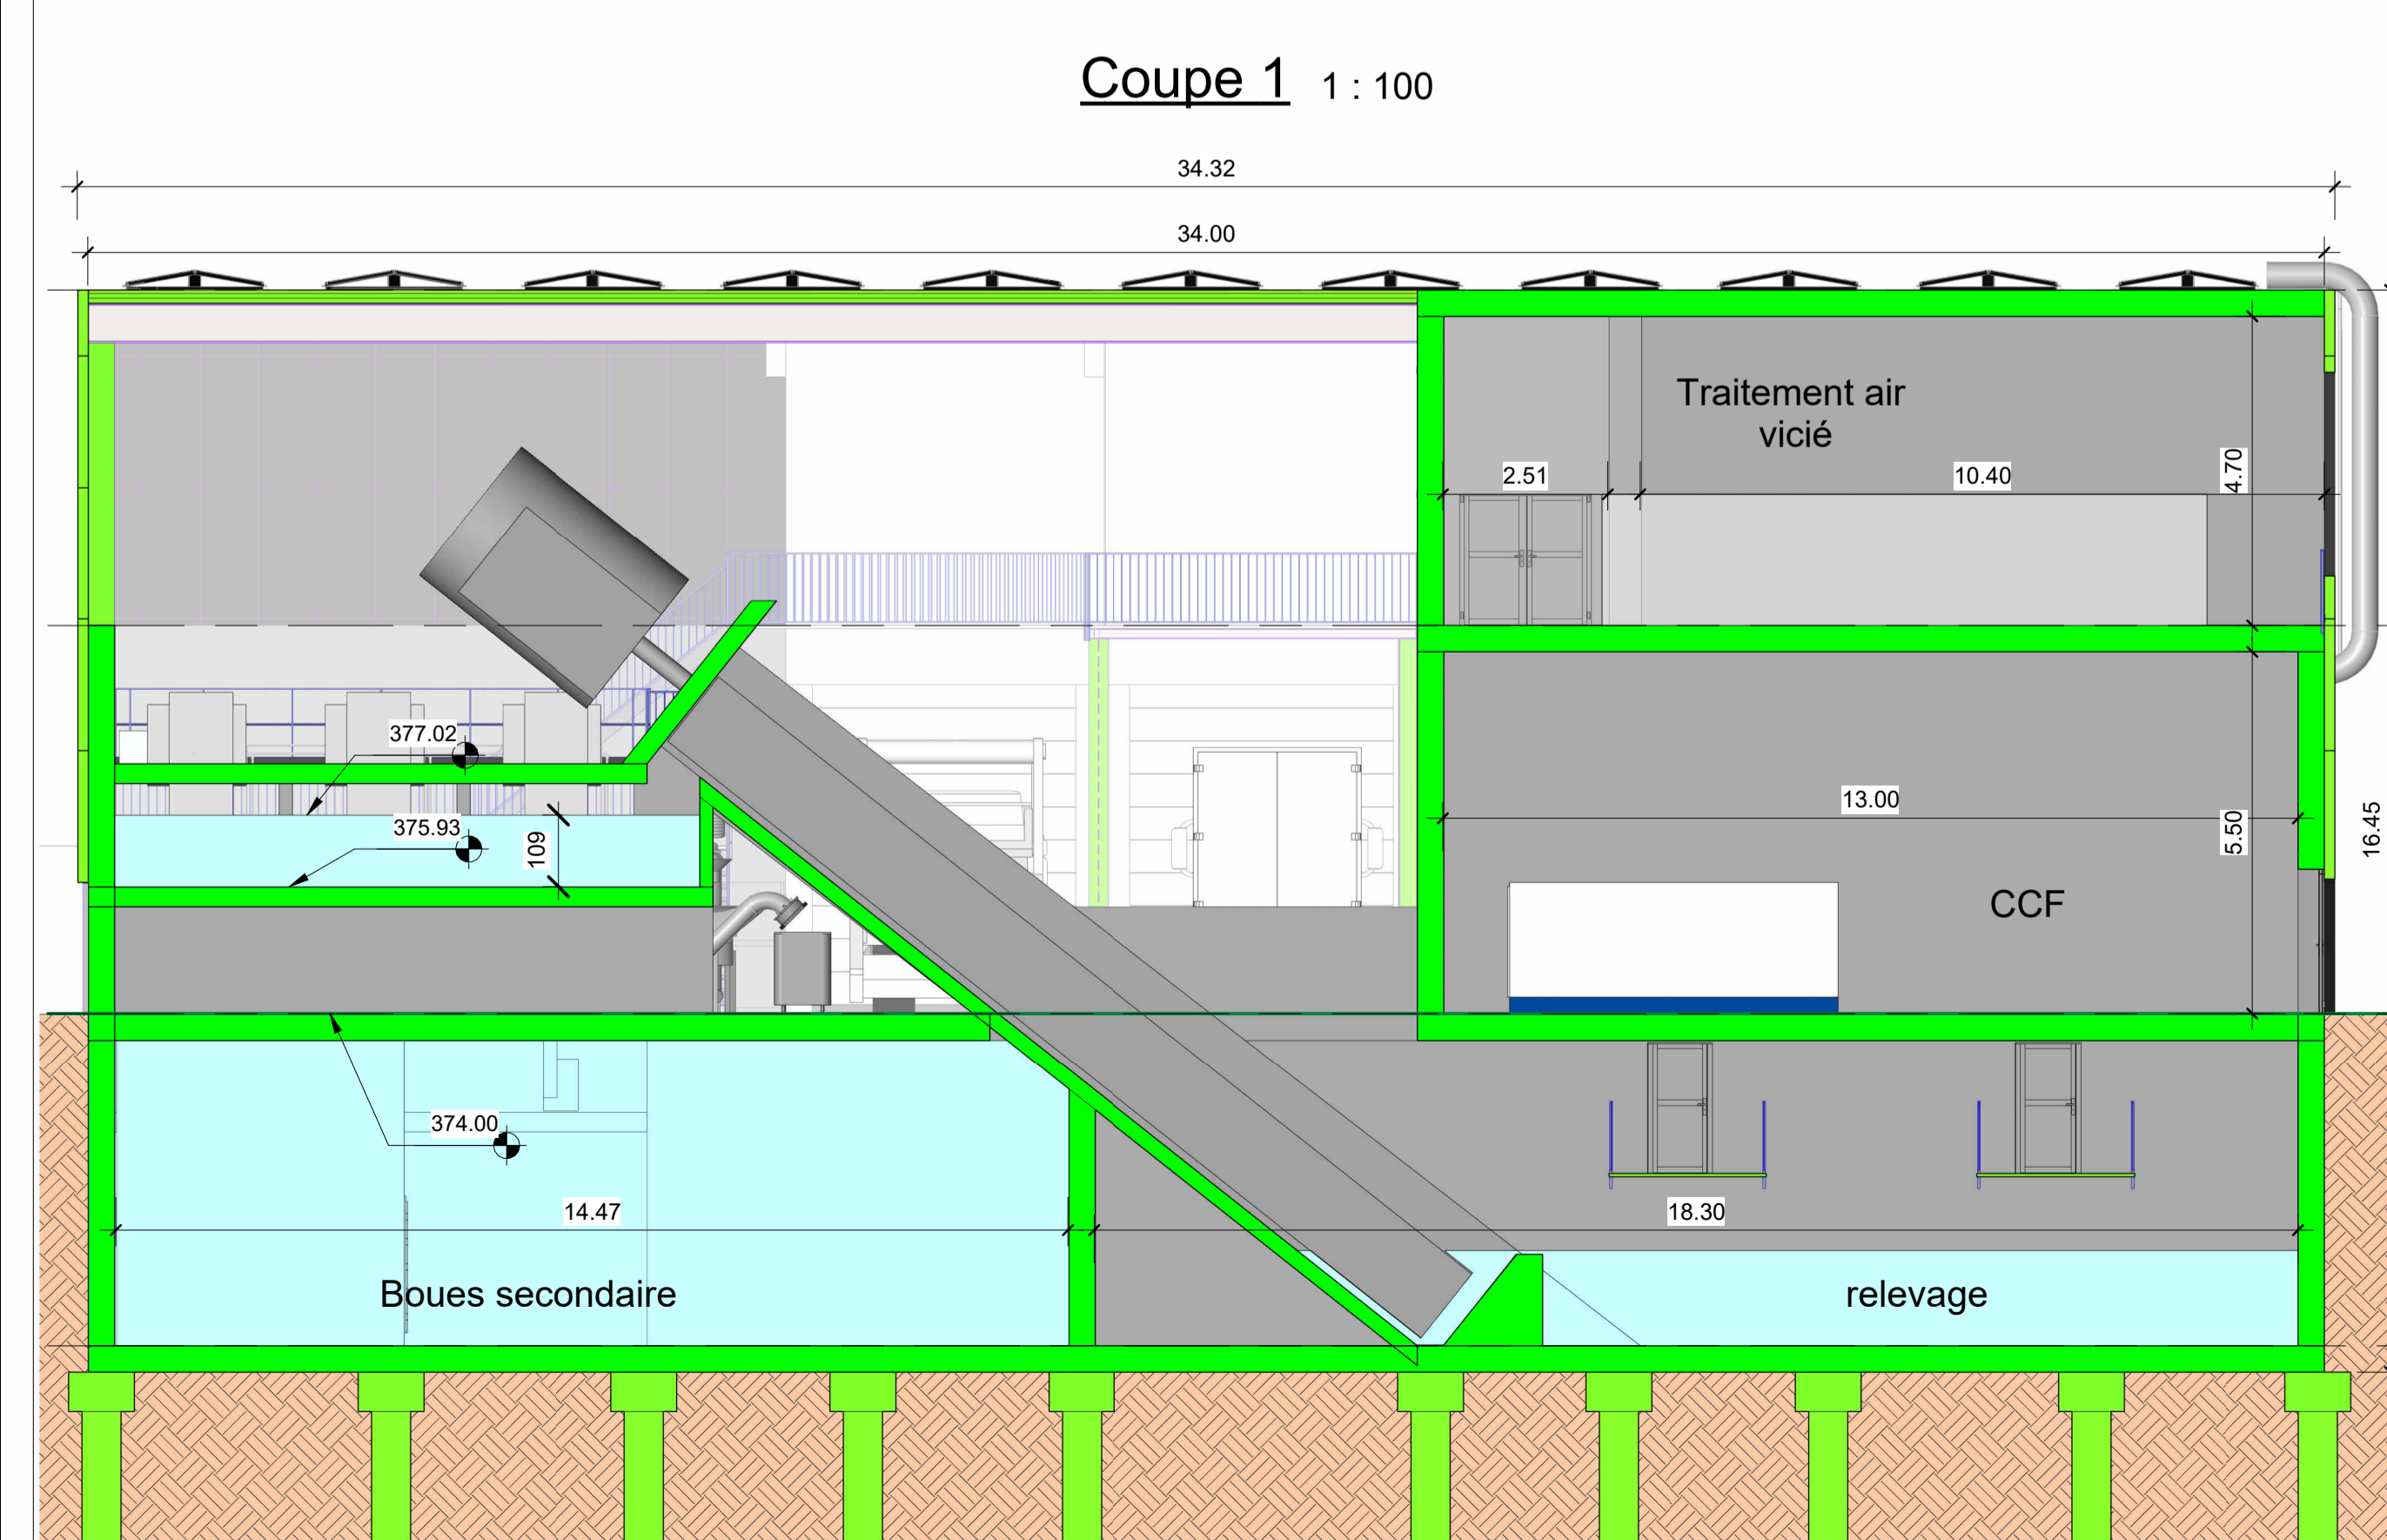 Coupe 1 1 : 100
34.32
34.00
Traitement air
vicié
2.51
10.40
4.70
377.02
375.93
109
13.00
5.50
16.45
CCF
374.00
14.47
18.30
Boues secondaire
relevage